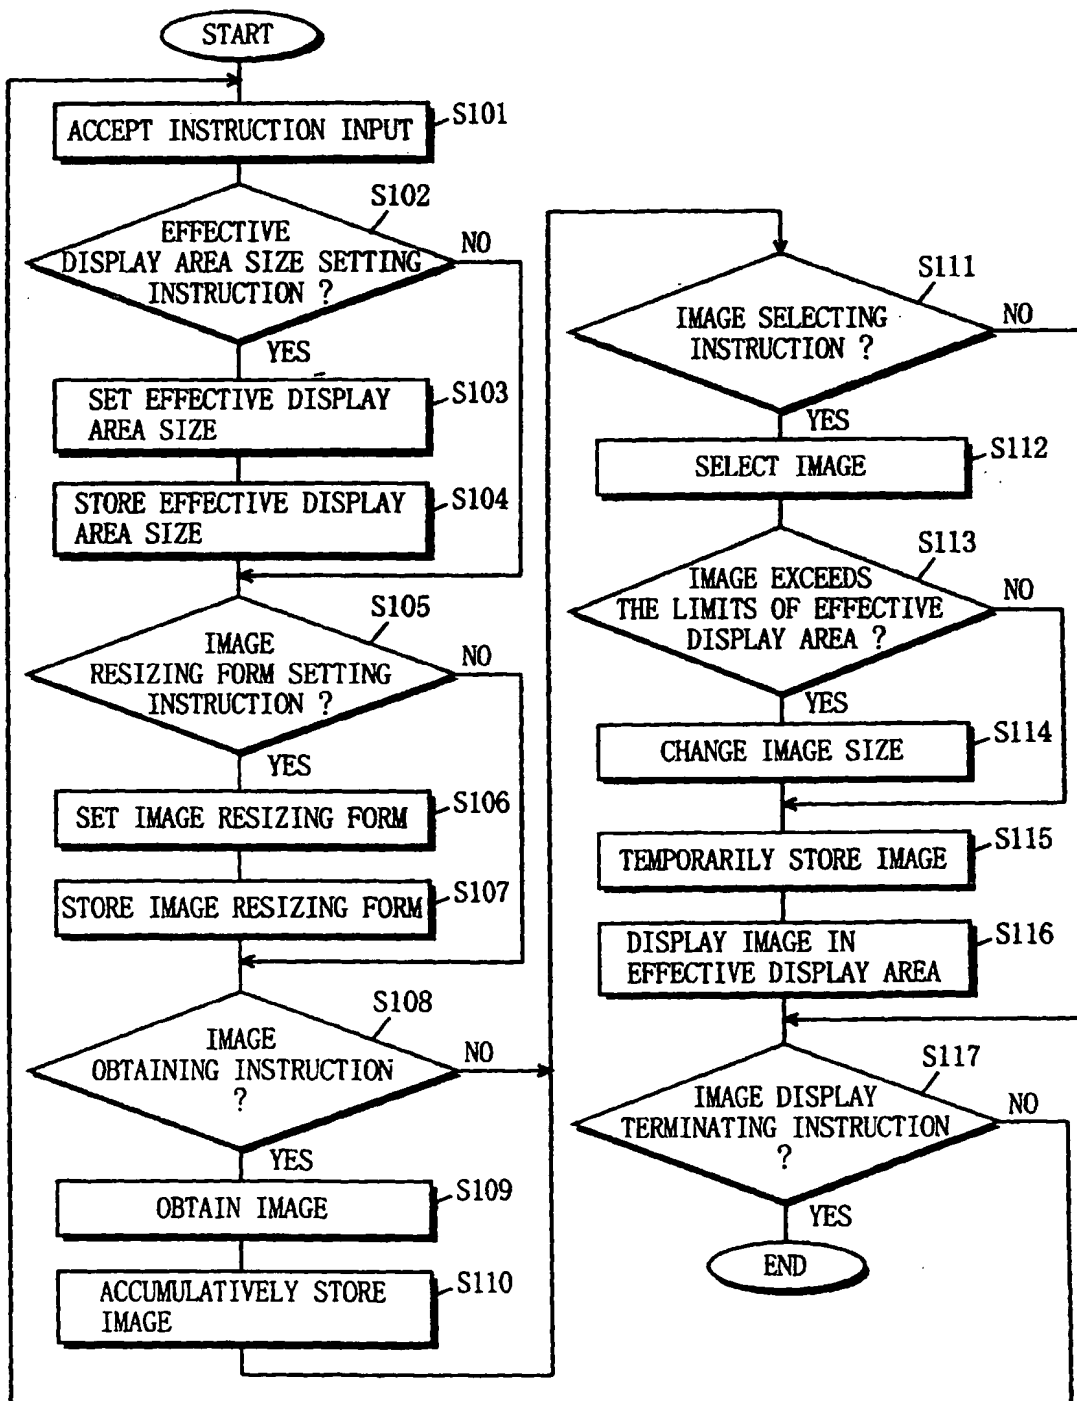 START
ACCEPT INSTRUCTION INPUT
S101
S102
EFFECTIVE
DISPLAY AREA SIZE SETTING
INSTRUCTION ?
NO
YES
SET EFFECTIVE DISPLAY
AREA SIZE
S103
STORE EFFECTIVE DISPLAY
AREA SIZE
S104
S105
IMAGE
RESIZING FORM SETTING
INSTRUCTION ?
NO
YES
SET IMAGE RESIZING FORM
S106
STORE IMAGE RESIZING FORM
S107
S108
IMAGE
OBTAINING INSTRUCTION
?
NO
YES
OBTAIN IMAGE
S109
ACCUMULATIVELY STORE
IMAGE
S110
S111
IMAGE SELECTING
INSTRUCTION ?
NO
YES
SELECT IMAGE
S112
S113
IMAGE EXCEEDS
THE LIMITS OF EFFECTIVE
DISPLAY AREA ?
NO
YES
CHANGE IMAGE SIZE
S114
TEMPORARILY STORE IMAGE
S115
DISPLAY IMAGE IN
EFFECTIVE DISPLAY AREA
S116
S117
IMAGE DISPLAY
TERMINATING INSTRUCTION
?
NO
YES
END